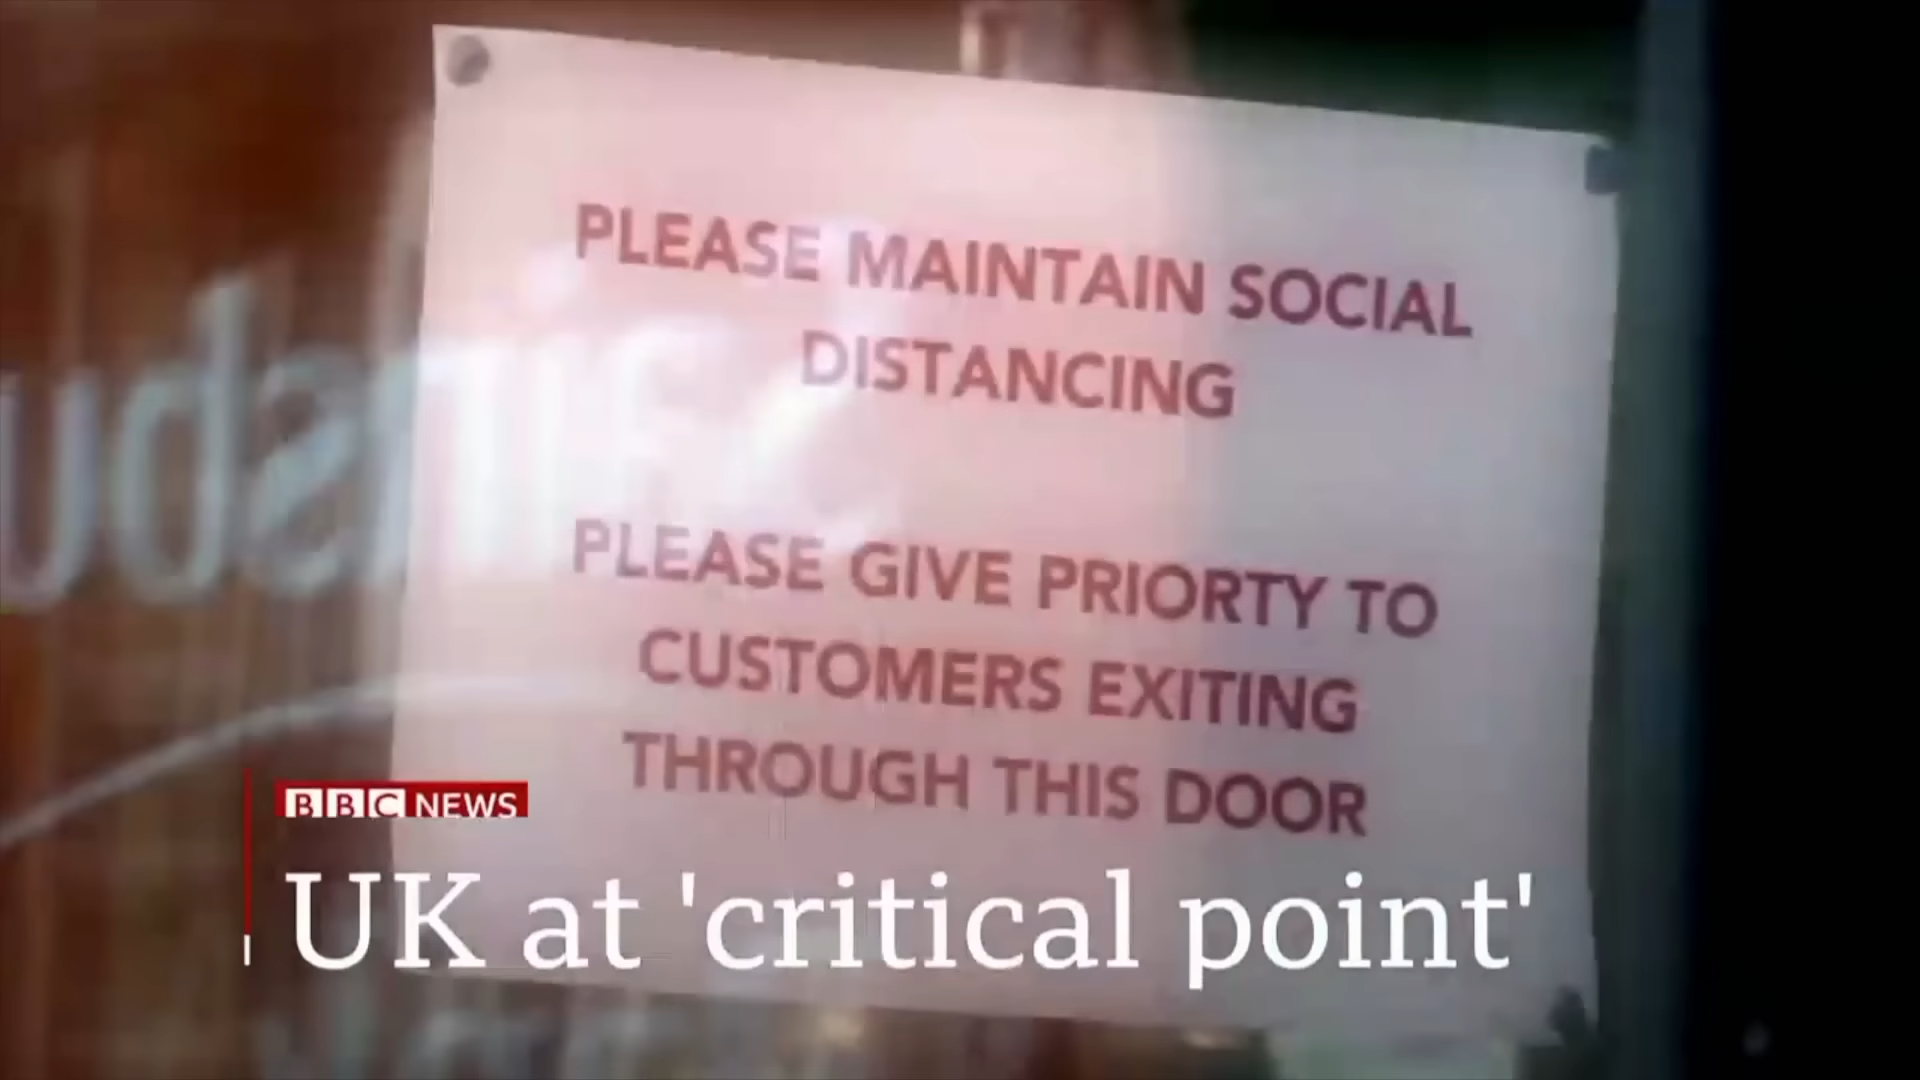 PLEASE MAINTAIN SOCIAL
DISTANCING
PLEASE GIVE PRIORTY TO
CUSTOMERS EXITING
THROUGH THIS DOOR
BBC NEWS
UK at 'critical point'